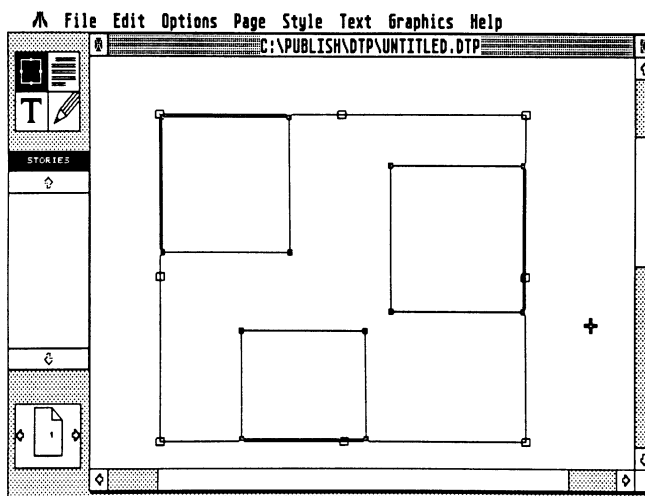 File Edit Options Page Style Text Graphics Help
C:\PUBLISH\DTP\UNTITLED.DTP
T
STORIES
1